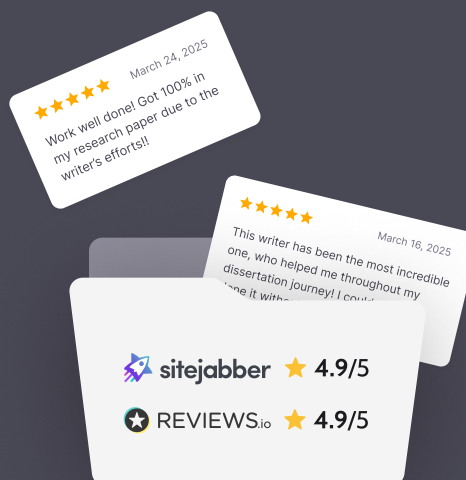 March 24, 2025
Work well done! Got 100% in
my research paper due to the
writer's efforts!!
March 16, 2025
This writer has been the most incredible
one, who helped me throughout my
dissertation journey! I
sitejabber 4.9/5
REVIEWS.io 4.9/5